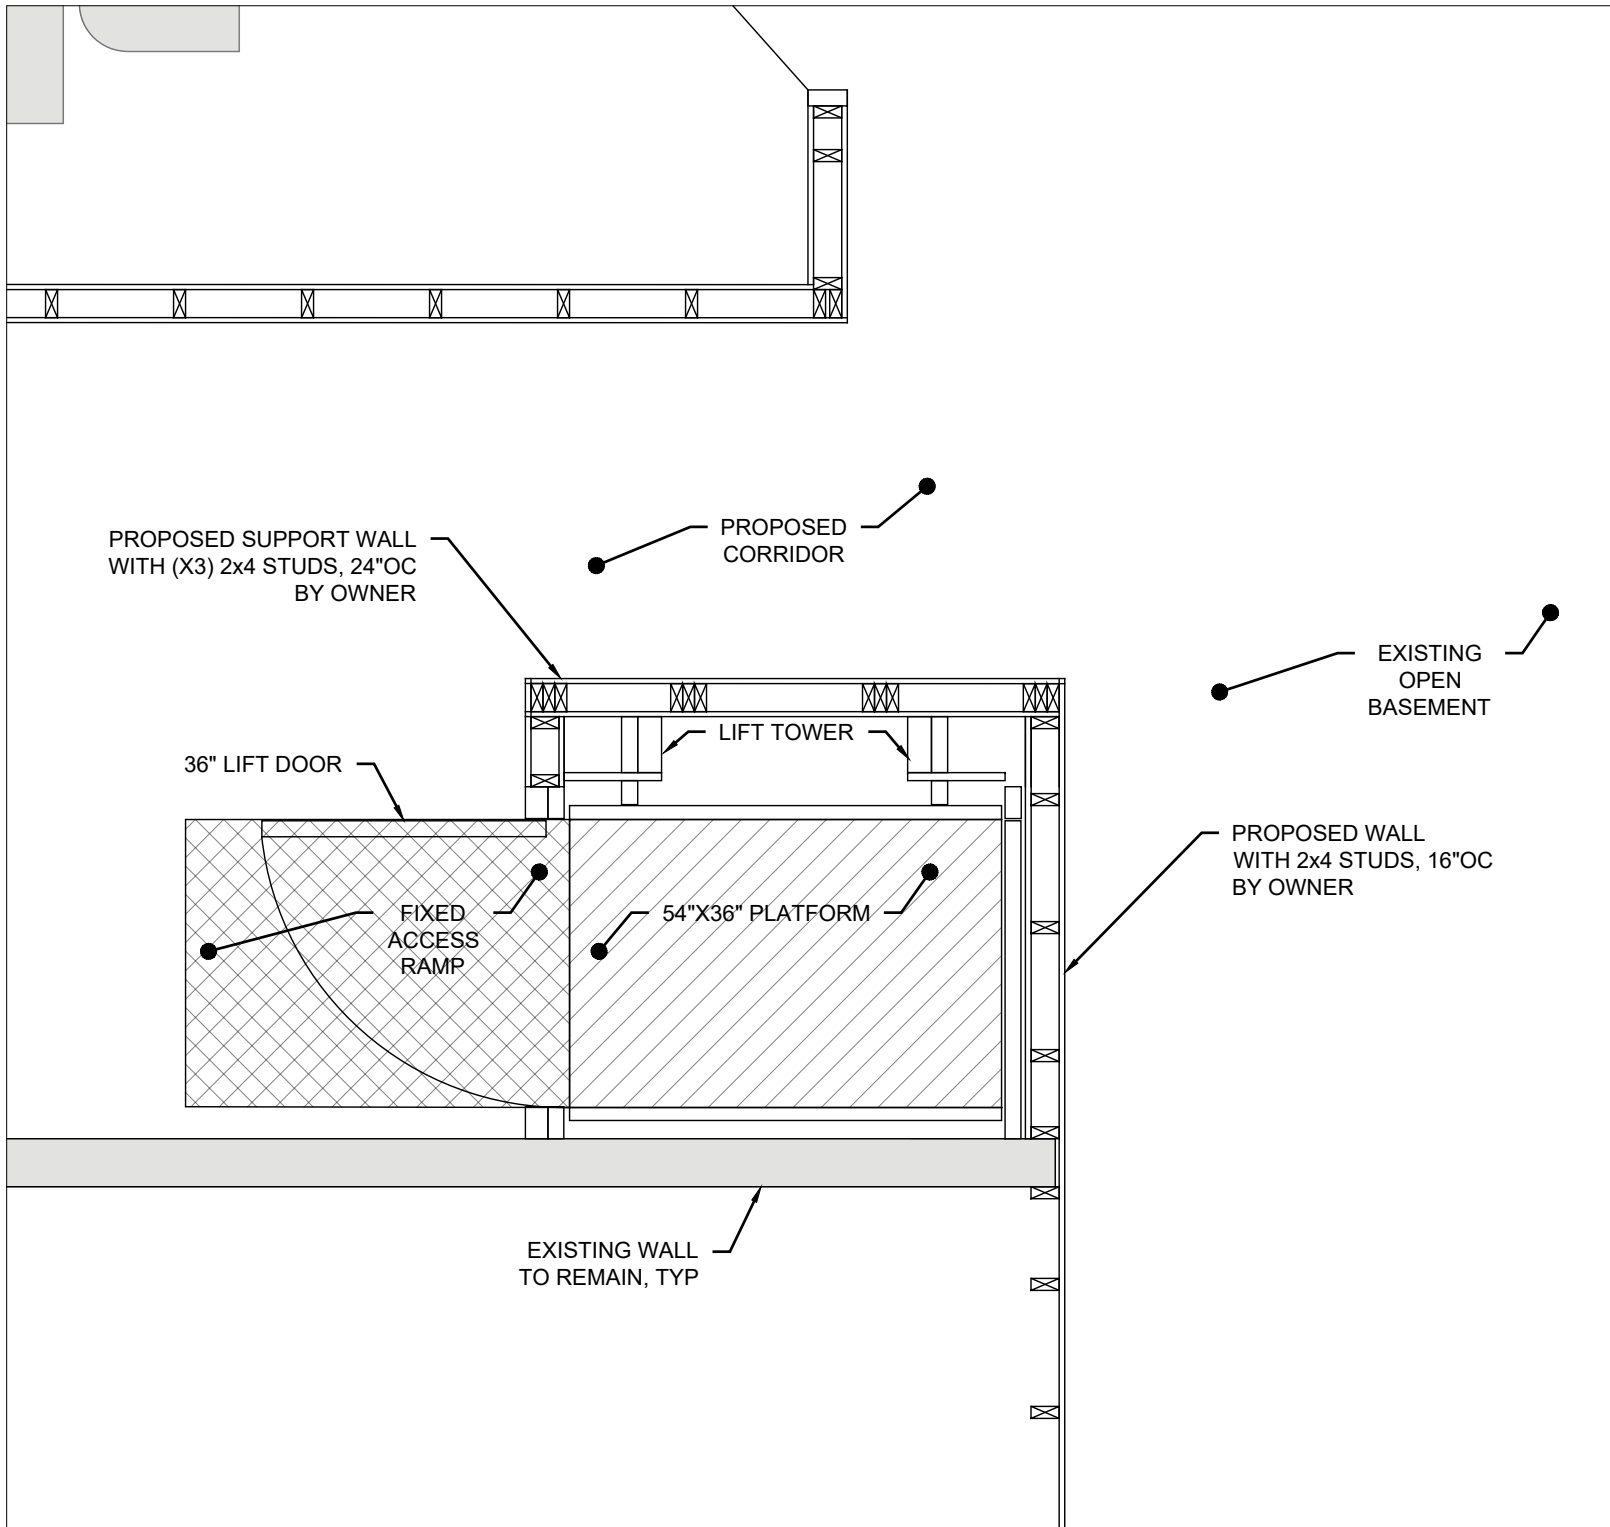 PROPOSED
CORRIDOR
PROPOSED SUPPORT WALL
WITH (X3) 2x4 STUDS, 24"OC
BY OWNER
EXISTING
OPEN
BASEMENT
LIFT TOWER
36" LIFT DOOR
PROPOSED WALL
WITH 2x4 STUDS, 16"OC
BY OWNER
FIXED
ACCESS
RAMP
54"X36" PLATFORM
EXISTING WALL
TO REMAIN, TYP